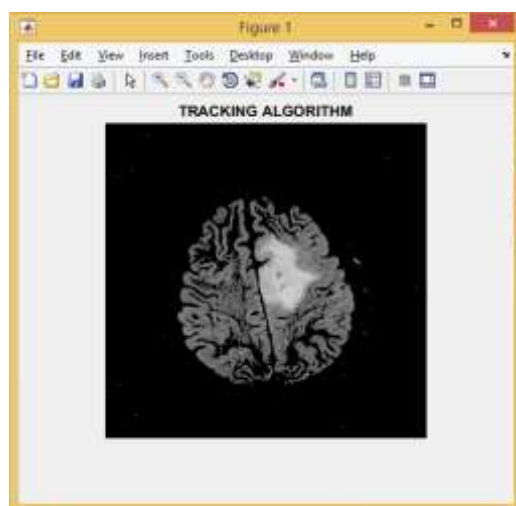 Figure 1
File Edit View Insert Tools Desktop Window Help
TRACKING ALGORITHM